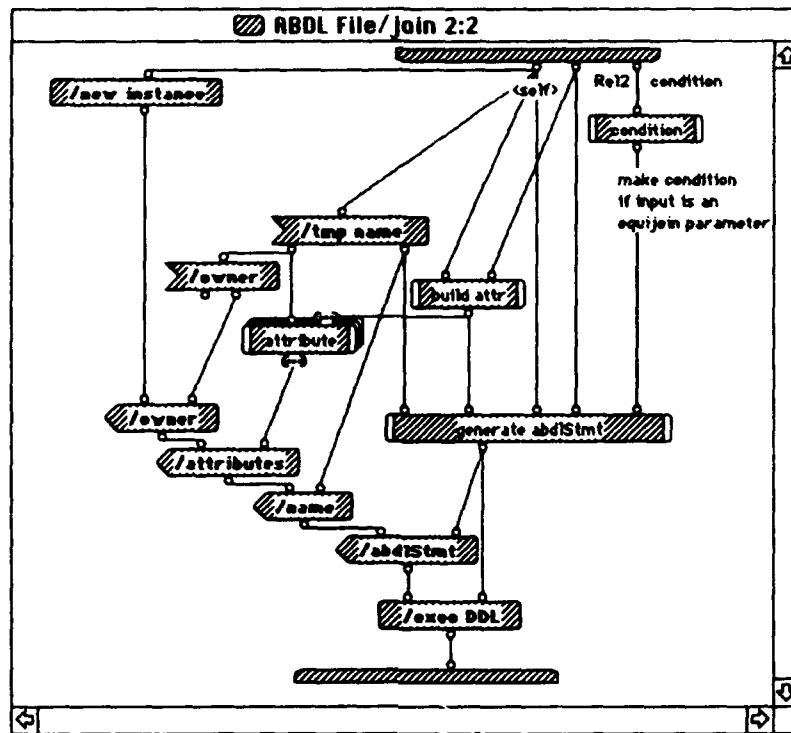 ABDL File/join 2:2
/new instance
<self>
Rel2 condition
condition
make condition
if input is an
equijoin parameter
/tmp name
/owner
build attr
attribute
/owner
generate abdlStmt
/attributes
/name
/abdlStmt
/exec DDL